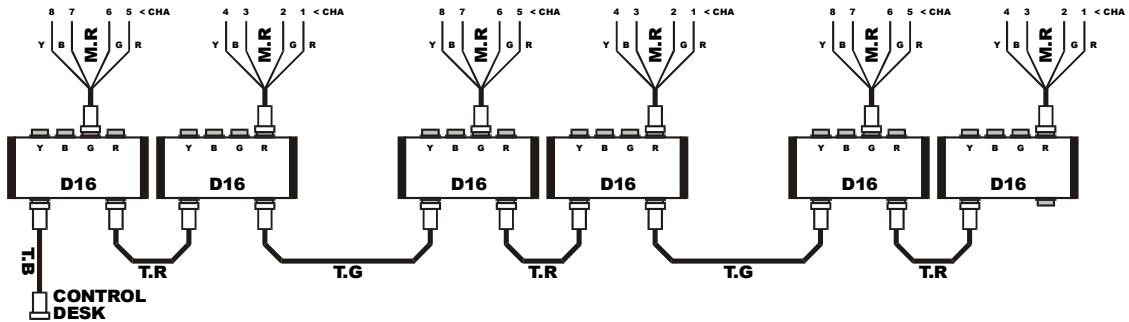 8 7 6 5 < CHA 4 3 2 1 < CHA 8 7 6 5 < CHA 4 3 2 1 < CHA 8 7 6 5 < CHA 4 3 2 1 < CHA
Y B M.R G R Y B M.R G R Y B M.R G R Y B M.R G R Y B M.R G R Y B M.R G R
Y B G R Y B G R Y B G R Y B G R Y B G R Y B G R
D16 D16 D16 D16 D16 D16
T.B T.R T.G T.R T.G T.R
CONTROL
DESK